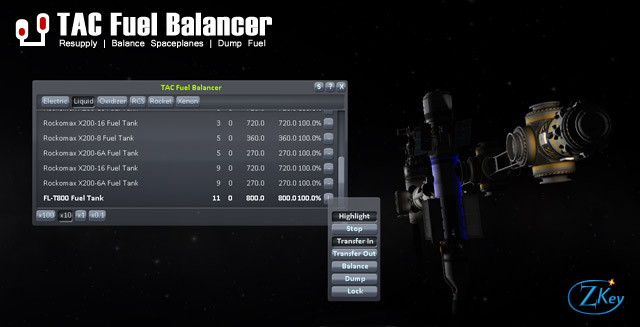 TAC Fuel Balancer
Resupply | Balance Spaceplanes | Dump Fuel
TAC Fuel Balancer S ? X
Electric Liquid Oxidizer RCS Rocket Xenon
Rockomax X200-16 Fuel Tank 3 0 720.0 720.0 100.0% ...
Rockomax X200-8 Fuel Tank 5 0 360.0 360.0 100.0% ...
Rockomax X200-6A Fuel Tank 5 0 270.0 270.0 100.0% ...
Rockomax X200-16 Fuel Tank 9 0 720.0 720.0 100.0% ...
Rockomax X200-6A Fuel Tank 9 0 270.0 270.0 100.0% ...
FL-T800 Fuel Tank 11 0 800.0 800.0 100.0%
x100 x10 x1 x0.1
Highlight
Stop
Transfer In
Transfer Out
Balance
Dump
Lock
ZKey